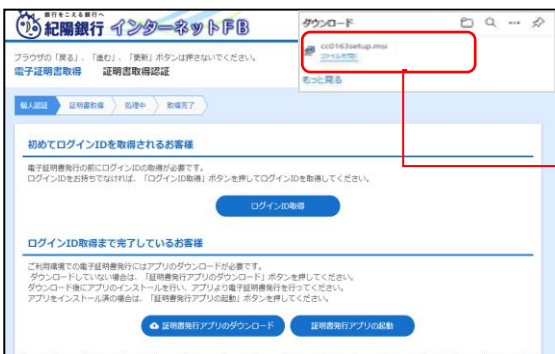 銀行をこえる銀行へ
紀陽銀行 インターネットFB
ダウンロード
cc0163setup.msi
ファイルを開く
もっと見る
ブラウザの「戻る」、「進む」、「更新」ボタンは押さないでください。
電子証明書取得 証明書取得認証
個人認証 証明書取得 処理中 取得完了
初めてログインIDを取得されるお客様
電子証明書発行の前にログインIDの取得が必要です。
ログインIDをお持ちでなければ、「ログインID取得」ボタンを押してログインIDを取得してください。
ログインID取得
ログインID取得まで完了しているお客様
ご利用環境での電子証明書発行にはアプリのダウンロードが必要です。
ダウンロードしていない場合は、「証明書発行アプリのダウンロード」ボタンを押してください。
ダウンロード後にアプリのインストールを行い、アプリより電子証明書発行を行ってください。
アプリをインストール済の場合は、「証明書発行アプリの起動」ボタンを押してください。
証明書発行アプリのダウンロード 証明書発行アプリの起動